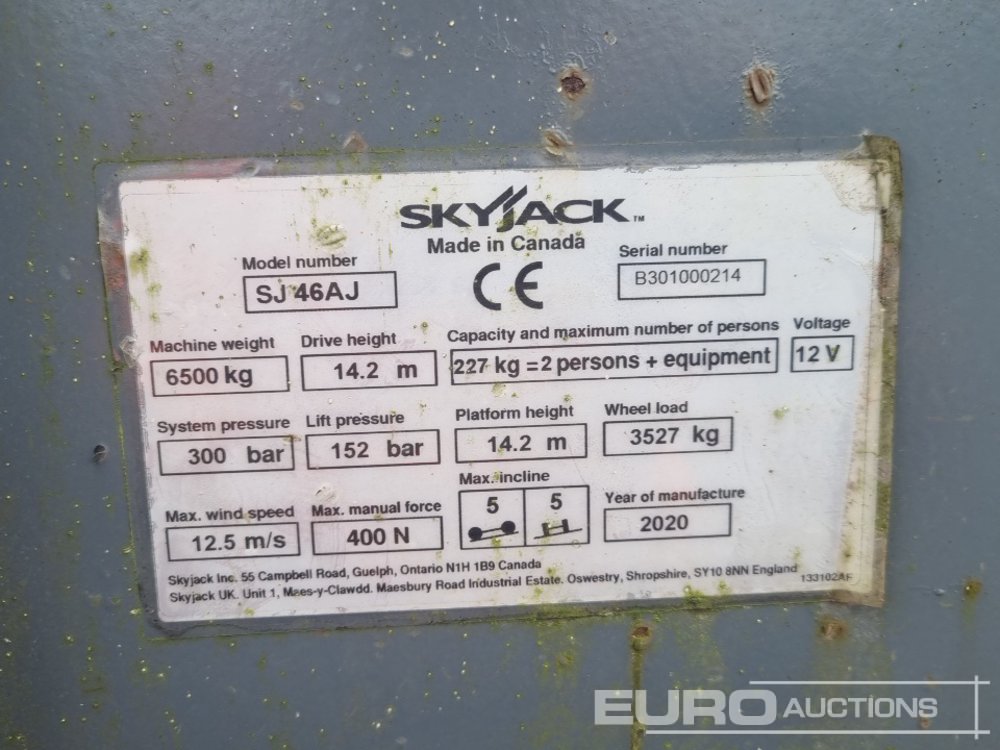 SKYJACK™
Made in Canada
Model number
SJ 46AJ
CE
Serial number
B301000214
Machine weight
6500 kg
Drive height
14.2 m
Capacity and maximum number of persons
227 kg =2 persons + equipment
Voltage
12 V
System pressure
300 bar
Lift pressure
152 bar
Platform height
14.2 m
Wheel load
3527 kg
Max. wind speed
12.5 m/s
Max. manual force
400 N
Max. incline
5 5
Year of manufacture
2020
Skyjack Inc. 55 Campbell Road, Guelph, Ontario N1H 1B9 Canada
Skyjack UK. Unit 1, Maes-y-Clawdd. Maesbury Road Industrial Estate. Oswestry, Shropshire, SY10 8NN England
133102AF
EURO AUCTIONS